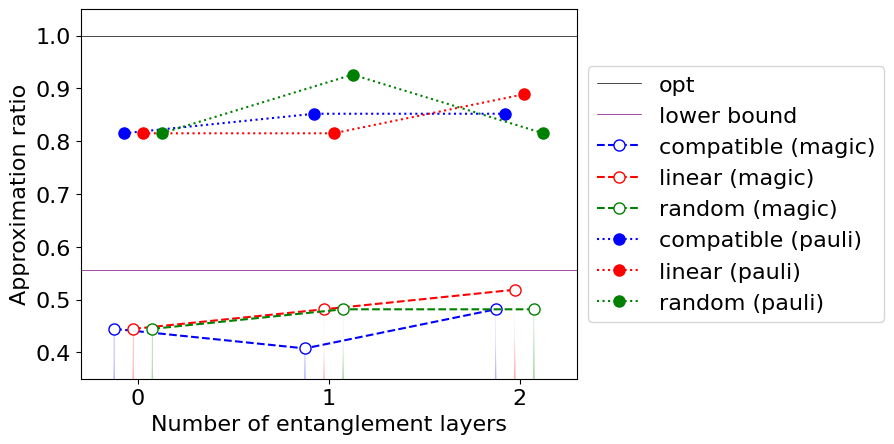 1.0
0.9
0.8
0.7
0.6
0.5
0.4
Approximation ratio
0
1
2
Number of entanglement layers
opt
lower bound
compatible (magic)
linear (magic)
random (magic)
compatible (pauli)
linear (pauli)
random (pauli)